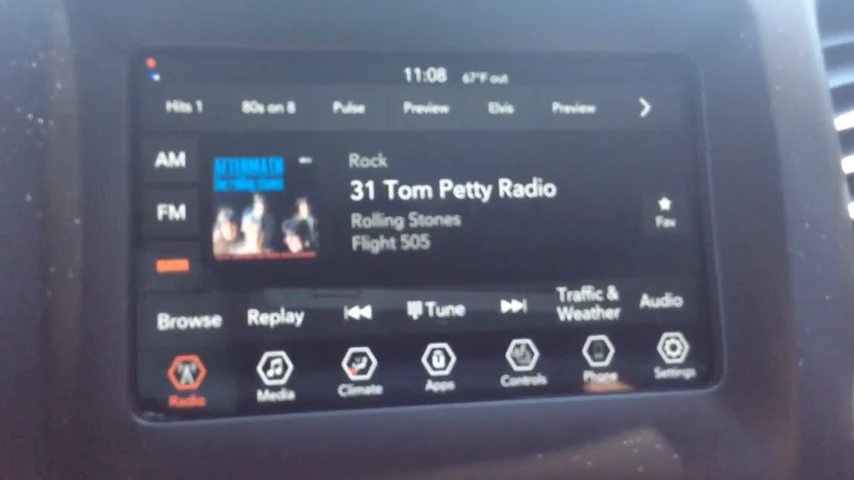 11:08 67°F out
Hits 1 80s on 8 Pulse Preview Elvis Preview
AM
FM
AFTERMATH
Rock
31 Tom Petty Radio
Rolling Stones
Flight 505
Fav
Browse Replay Tune Traffic & Weather Audio
Radio Media Climate Apps Controls Phone Settings